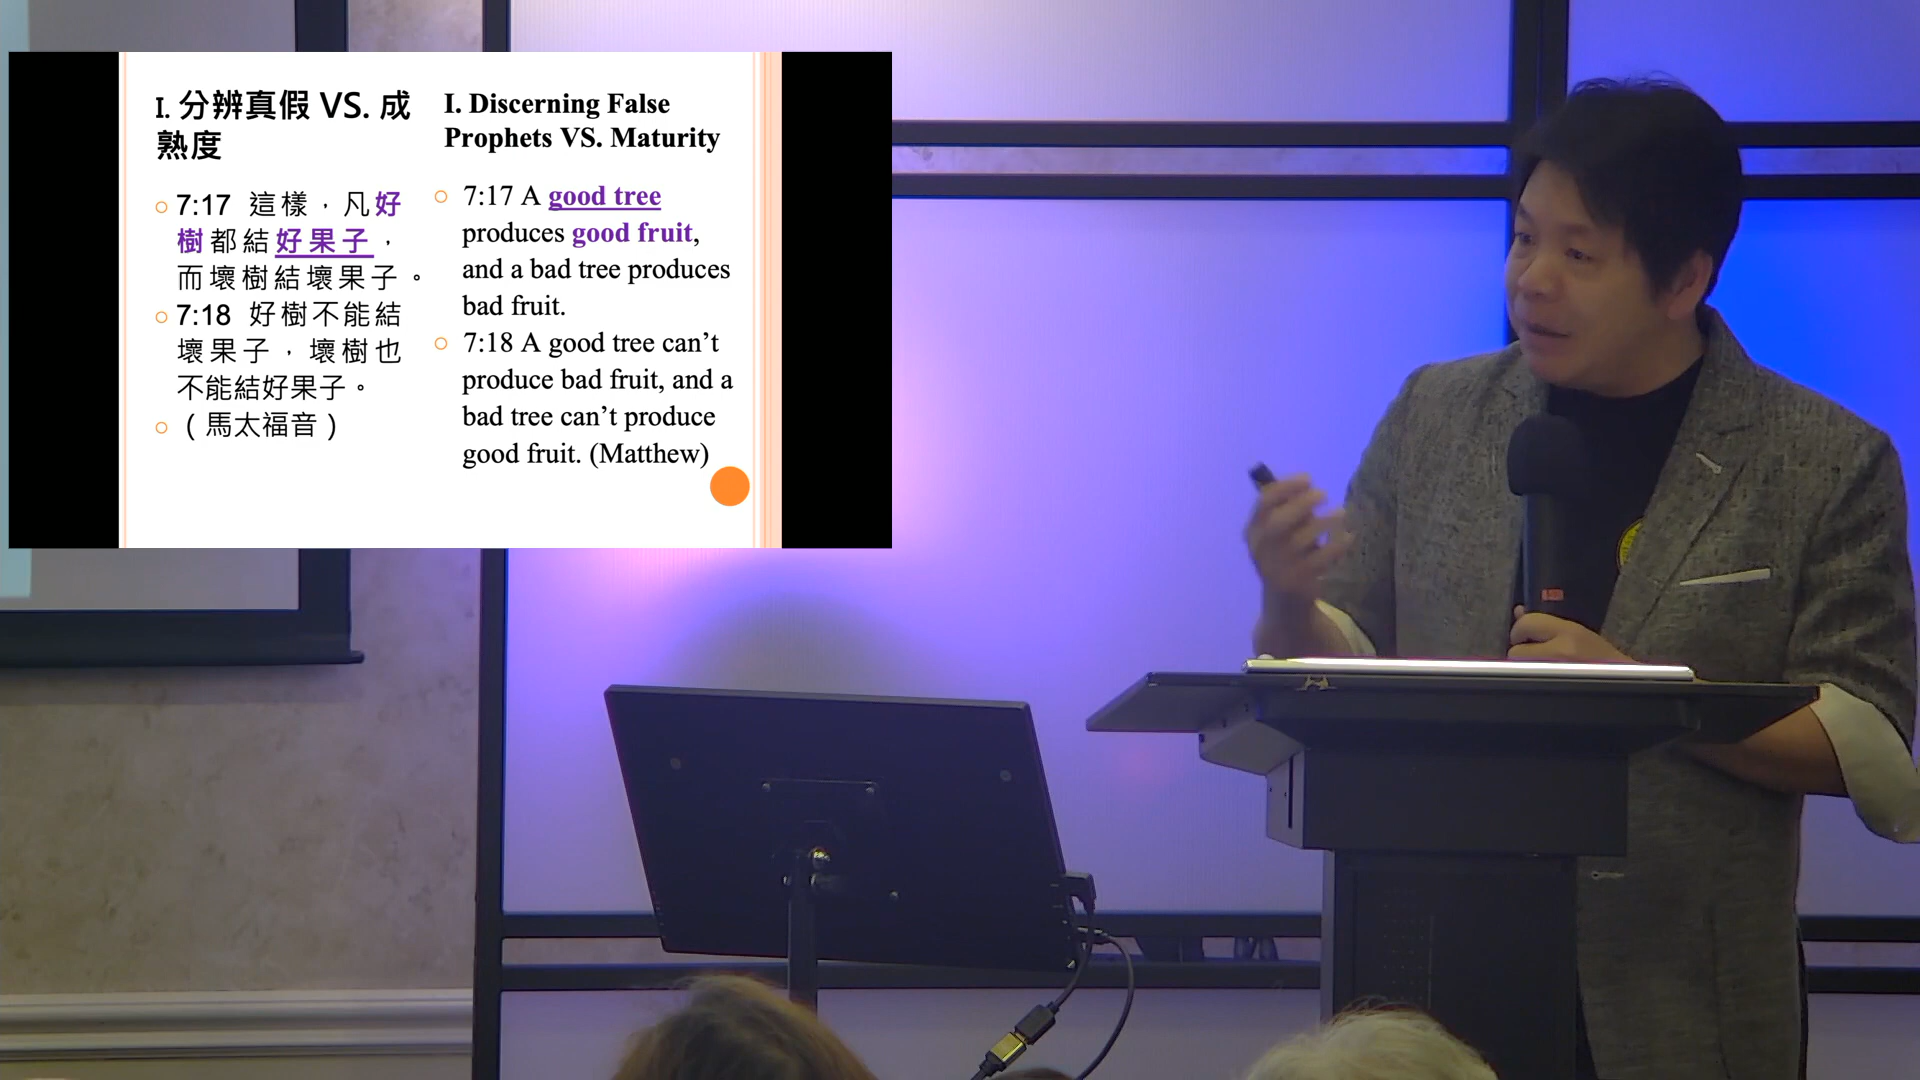 I. 分辨真假 VS. 成
熟度
7:17 這樣，凡好
樹都結好果子，
而壞樹結壞果子。
7:18 好樹不能結
壞果子，壞樹也
不能結好果子。
（馬太福音）
I. Discerning False
Prophets VS. Maturity
7:17 A good tree
produces good fruit,
and a bad tree produces
bad fruit.
7:18 A good tree can’t
produce bad fruit, and a
bad tree can’t produce
good fruit. (Matthew)